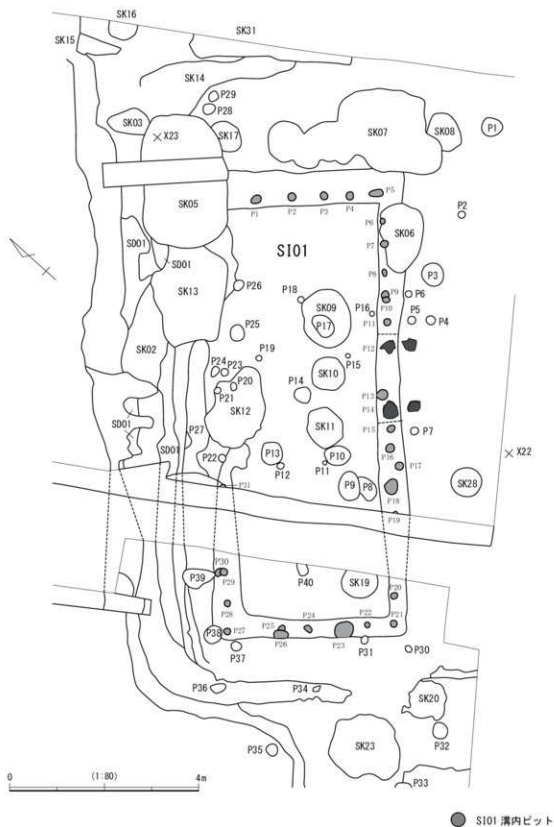 SK16
SK15
SK31
SK14
P29
P28
SK03
X23
SK17
SK07
SK08
P1
SK05
P5
P1
P2
P3
P4
P2
P6
SK06
SI01
P7
SD01
SD01
P8
P3
P26
P18
P9
P6
SK13
SK09
P16
P10
P17
P11
P5
P4
P25
SK02
P19
P12
P15
P24
P23
SK10
P20
P14
P13
P21
SK12
P14
SD01
SK11
P15
P7
P27
SD01
P13
P10
P16
X22
P22
P12
P11
P17
SK28
P31
P9
P8
P18
P19
P30
P40
SK19
P39
P29
P20
P28
P25
P24
P22
P21
P38
P27
P26
P23
P31
P30
P37
P36
P34
SK20
P32
P35
SK23
P33
0
(1:80)
4m
SI01 溝内ピット